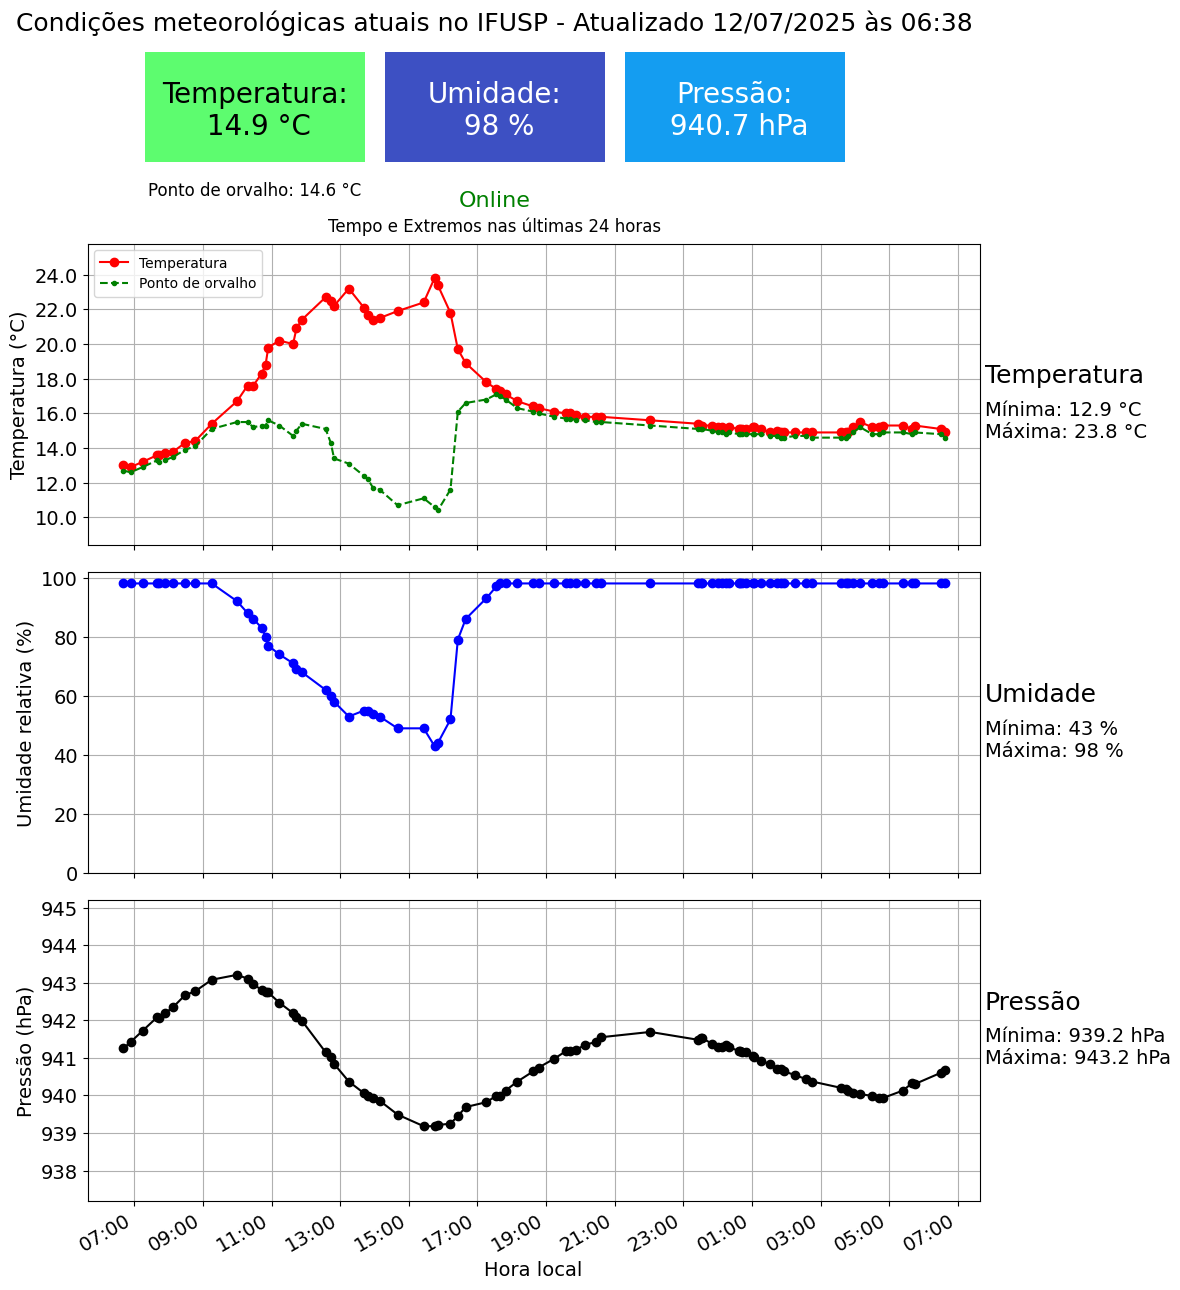 Condições meteorológicas atuais no IFUSP - Atualizado 12/07/2025 às 06:38
Temperatura:
14.9 °C
Umidade:
98 %
Pressão:
940.7 hPa
Ponto de orvalho: 14.6 °C
Online
Tempo e Extremos nas últimas 24 horas
Temperatura (°C)
24.0
22.0
20.0
18.0
16.0
14.0
12.0
10.0
Temperatura
Ponto de orvalho
Temperatura
Mínima: 12.9 °C
Máxima: 23.8 °C
Umidade relativa (%)
100
80
60
40
20
0
Umidade
Mínima: 43 %
Máxima: 98 %
Pressão (hPa)
945
944
943
942
941
940
939
938
Pressão
Mínima: 939.2 hPa
Máxima: 943.2 hPa
07:00 09:00 11:00 13:00 15:00 17:00 19:00 21:00 23:00 01:00 03:00 05:00 07:00
Hora local